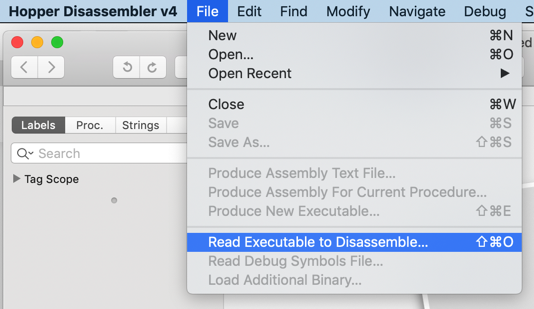 Hopper Disassembler v4 File Edit Find Modify Navigate Debug S
New ⌘N
Open... ⌘O
ed
Open Recent ▶
Close ⌘W
Labels Proc. Strings
Save ⌘S
Save As... ⇧⌘S
Search
Tag Scope
Produce Assembly Text File...
Produce Assembly For Current Procedure...
Produce New Executable... ⇧⌘E
Read Executable to Disassemble... ⇧⌘O
Read Debug Symbols File...
Load Additional Binary...